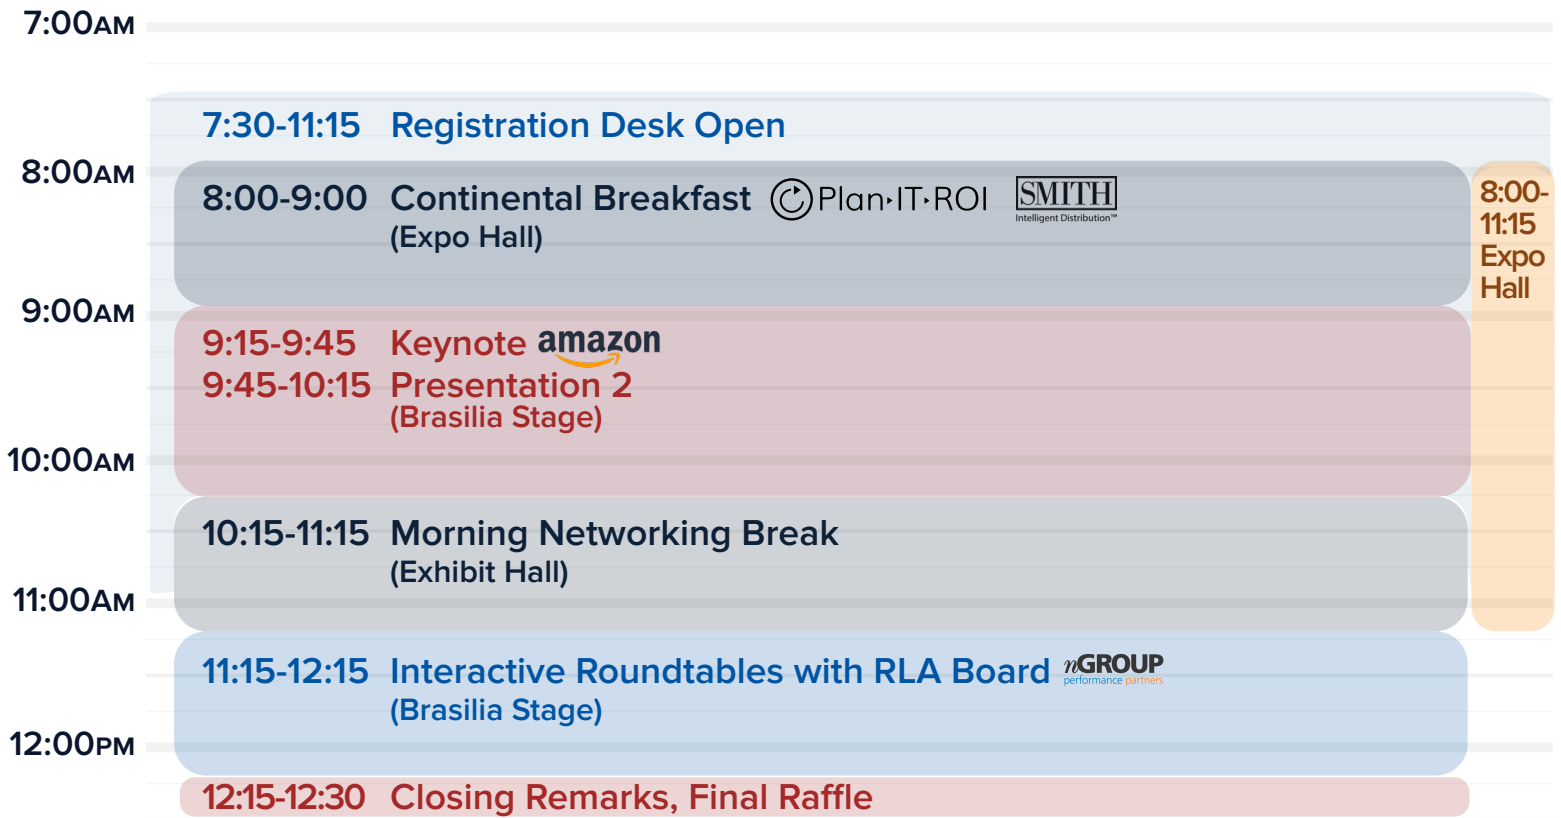 7:00AM
7:30-11:15 Registration Desk Open
8:00AM
8:00-9:00 Continental Breakfast Plan·IT·ROI SMITH
Intelligent Distribution™
(Expo Hall)
8:00-
11:15
Expo
Hall
9:00AM
9:15-9:45 Keynote amazon
9:45-10:15 Presentation 2
(Brasilia Stage)
10:00AM
10:15-11:15 Morning Networking Break
(Exhibit Hall)
11:00AM
11:15-12:15 Interactive Roundtables with RLA Board nGROUP
performance partners
(Brasilia Stage)
12:00PM
12:15-12:30 Closing Remarks, Final Raffle